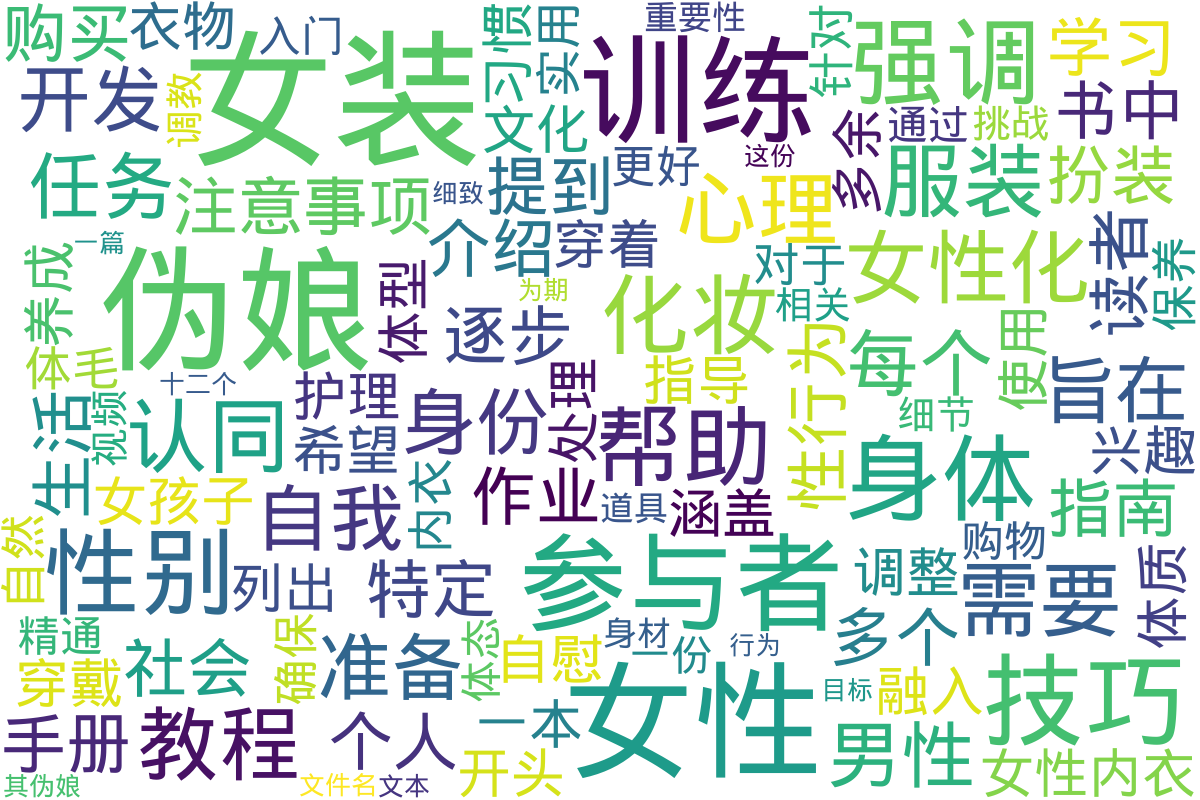 购买
衣物
入门
女装
习惯
实用
重要性
针对
强调
学习
开发
调教
训练
文化
书中
多余
通过
挑战
任务
注意事项
细致
提到
更好
这份
心理
服装
扮装
养成
一篇
伪娘
体型
介绍
穿着
为期
化妆
对于
相关
女性化
读者
保养
体毛
十二个
逐步
指导
性行为
每个
使用
旨在
生活
视频
认同
护理
希望
身份
处理
帮助
细节
兴趣
女孩子
自我
内衣
作业
道具
涵盖
身体
指南
自然
性别
列出
特定
参与者
调整
购物
需要
体质
精通
穿戴
社会
确保
准备
体态
自慰
身材
一份
行为
多个
女性
目标
融入
技巧
手册
教程
个人
一本
开头
男性
女性内衣
其伪娘
文件名
文本